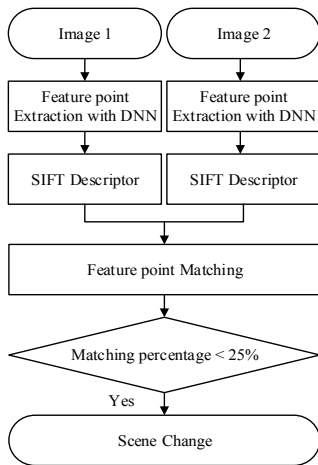 Image 1
Image 2
Feature point
Extraction with DNN
Feature point
Extraction with DNN
SIFT Descriptor
SIFT Descriptor
Feature point Matching
Matching percentage < 25%
Yes
Scene Change